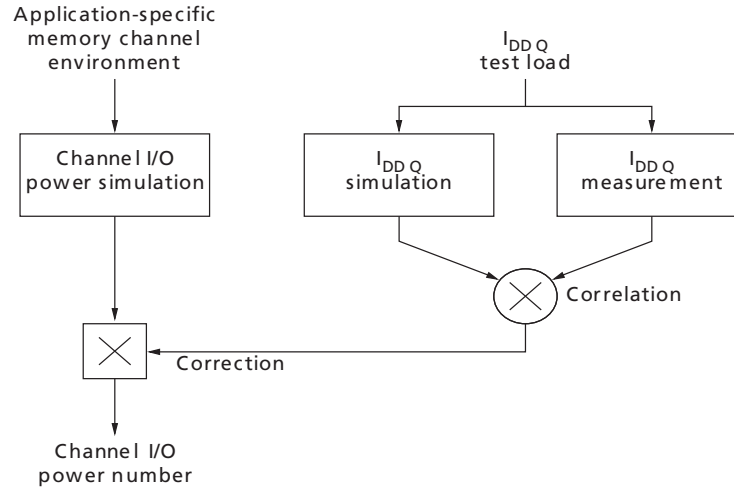 Application-specific
memory channel
environment
I_DDQ
test load
Channel I/O
power simulation
I_DDQ
simulation
I_DDQ
measurement
Correlation
Correction
Channel I/O
power number